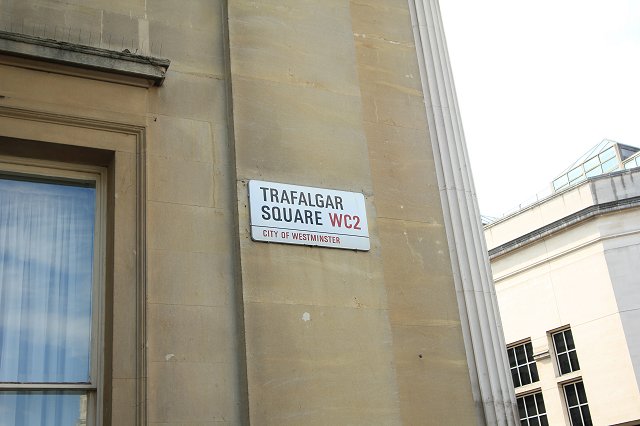 TRAFALGAR
SQUARE WC2
CITY OF WESTMINSTER